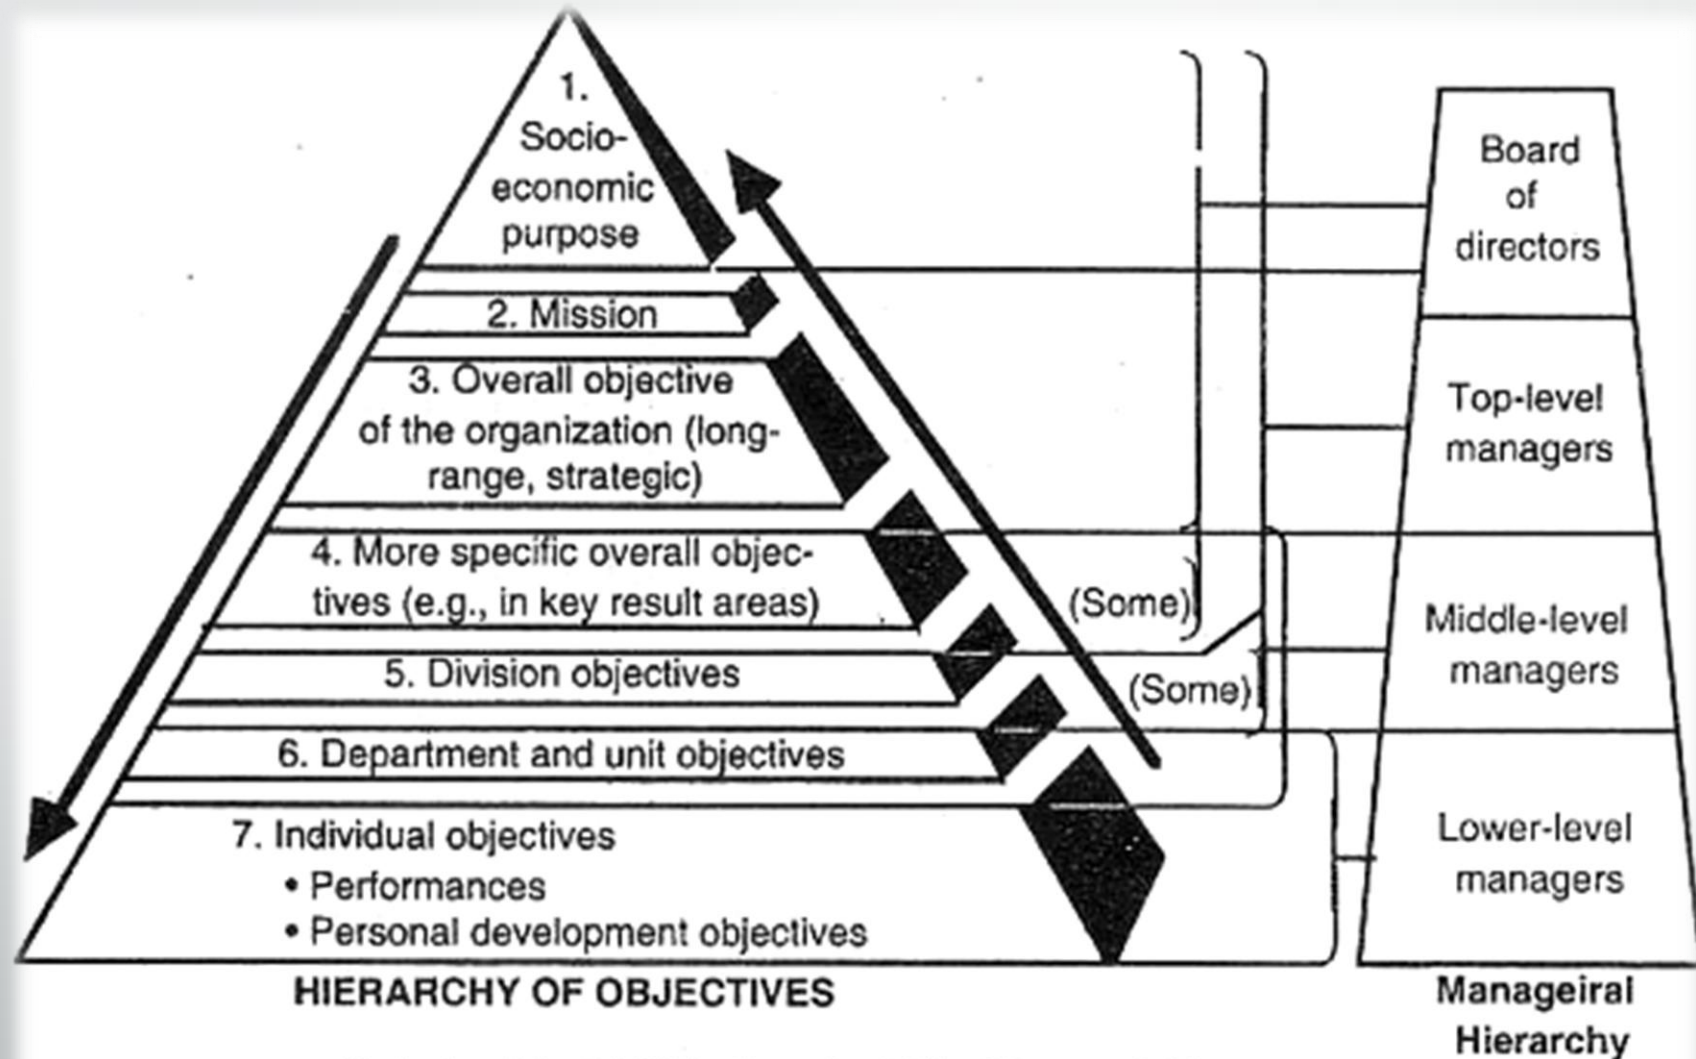 1.
Socio-
economic
purpose
2. Mission
3. Overall objective
of the organization (long-
range, strategic)
4. More specific overall objec-
tives (e.g., in key result areas)
5. Division objectives
6. Department and unit objectives
7. Individual objectives
• Performances
• Personal development objectives
HIERARCHY OF OBJECTIVES
(Some)
(Some)
Board
of
directors
Top-level
managers
Middle-level
managers
Lower-level
managers
Manageiral
Hierarchy